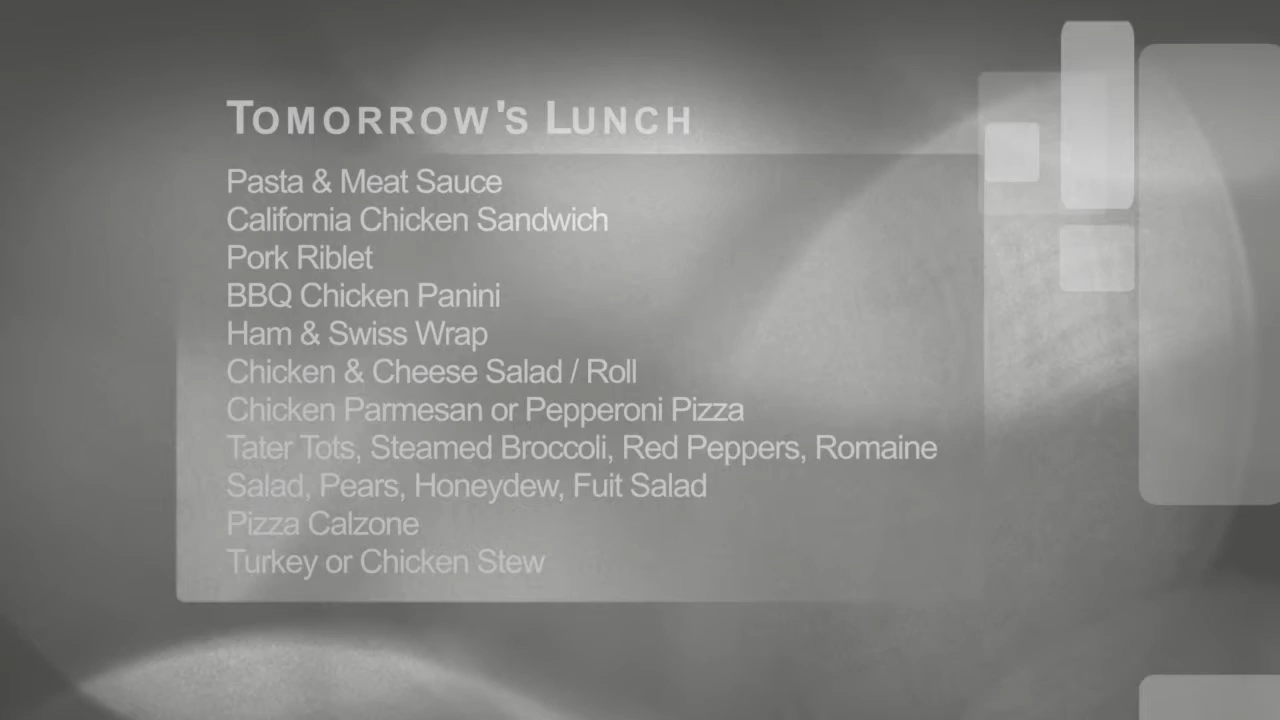 Tomorrow's Lunch
Pasta & Meat Sauce
California Chicken Sandwich
Pork Riblet
BBQ Chicken Panini
Ham & Swiss Wrap
Chicken & Cheese Salad / Roll
Chicken Parmesan or Pepperoni Pizza
Tater Tots, Steamed Broccoli, Red Peppers, Romaine
Salad, Pears, Honeydew, Fuit Salad
Pizza Calzone
Turkey or Chicken Stew